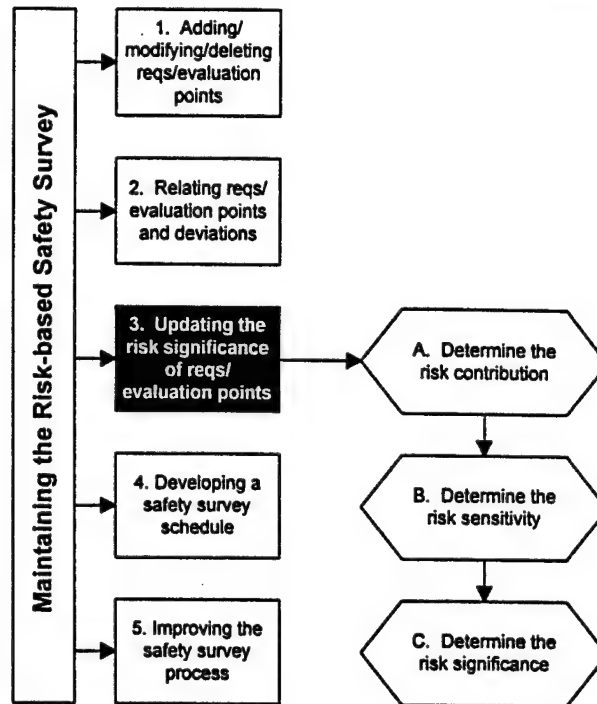 Maintaining the Risk-based Safety Survey
1. Adding/
modifying/deleting
reqs/evaluation
points
2. Relating reqs/
evaluation points
and deviations
3. Updating the
risk significance
of reqs/
evaluation points
A. Determine the
risk contribution
B. Determine the
risk sensitivity
4. Developing a
safety survey
schedule
5. Improving the
safety survey
process
C. Determine the
risk significance